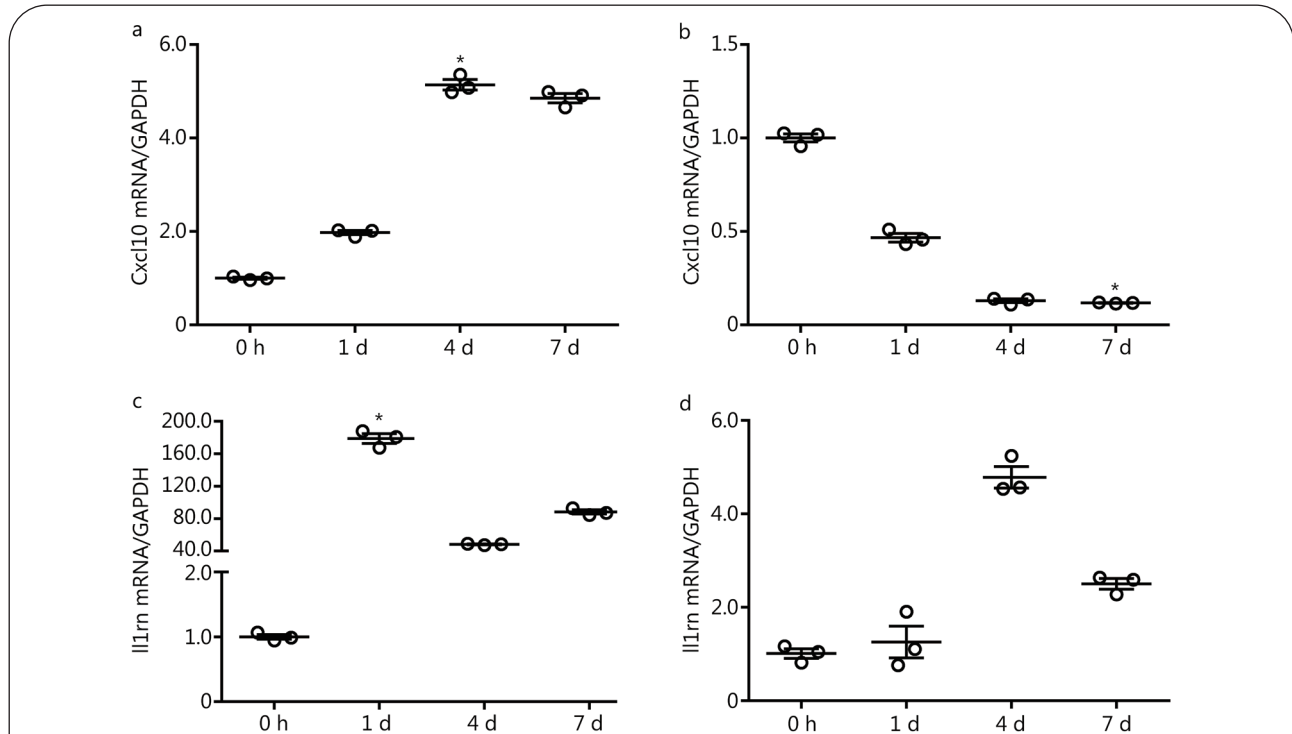 a
6.0
4.0
2.0
0
Cxcl10 mRNA/GAPDH
*
0 h 1 d 4 d 7 d
b
1.5
1.0
0.5
0
Cxcl10 mRNA/GAPDH
*
0 h 1 d 4 d 7 d
c
200.0
160.0
120.0
80.0
40.0
2.0
1.0
0
Il1rn mRNA/GAPDH
*
0 h 1 d 4 d 7 d
d
6.0
4.0
2.0
0
Il1rn mRNA/GAPDH
0 h 1 d 4 d 7 d